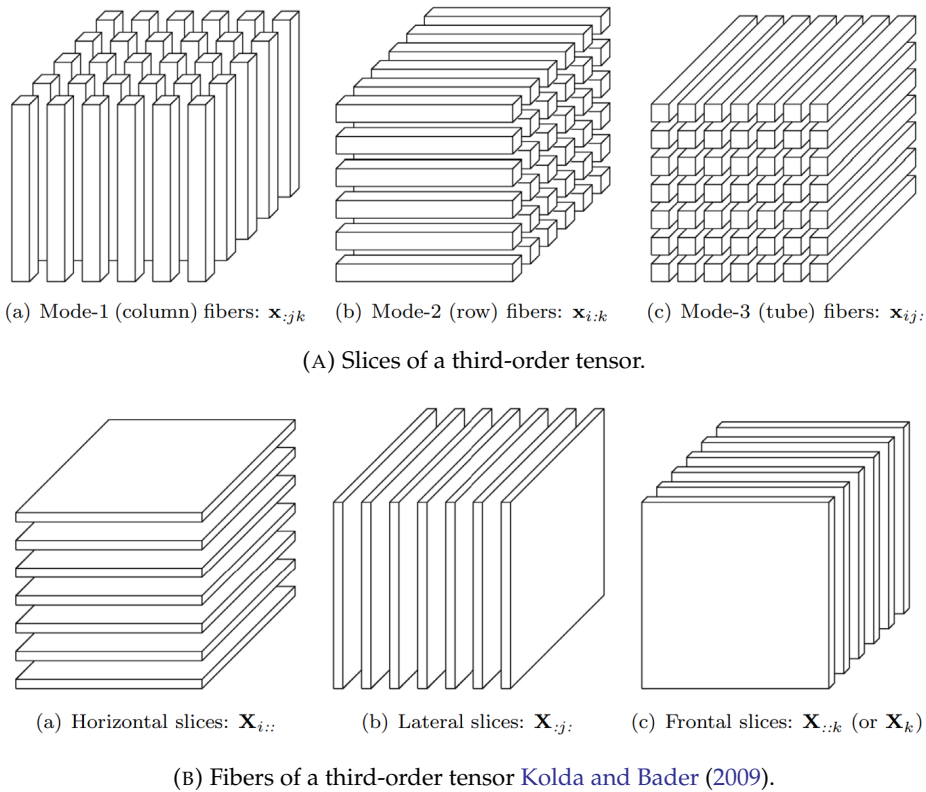 (a) Mode-1 (column) fibers: x:jk
(b) Mode-2 (row) fibers: xi:k
(c) Mode-3 (tube) fibers: xij:
(A) Slices of a third-order tensor.
(a) Horizontal slices: Xi::
(b) Lateral slices: X:j:
(c) Frontal slices: X::k (or Xk)
(B) Fibers of a third-order tensor Kolda and Bader (2009).